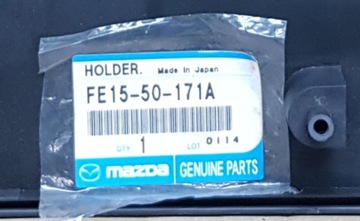 HOLDER. Made In Japan
FE15-50-171A
QTY 1 LOT 0114
mazda GENUINE PARTS